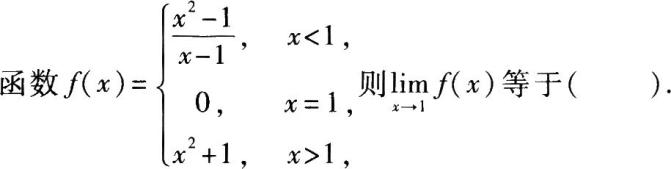 函数 f(x) = { (x²-1)/(x-1), x<1,
0, x=1,
x²+1, x>1,
则 lim_{x→1} f(x) 等于(   ).